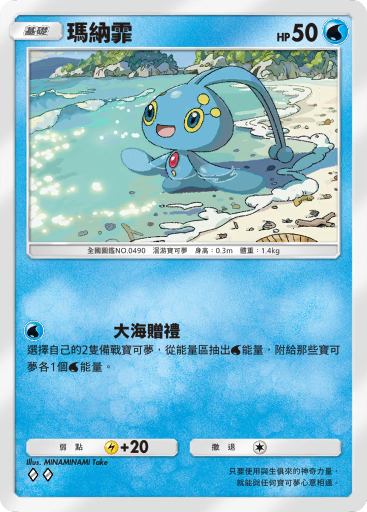 基礎 瑪納霏 HP 50
全國圖鑑NO.0490 洄游寶可夢 身高：0.3m 體重：1.4kg
大海贈禮
選擇自己的2隻備戰寶可夢，從能量區抽出能量，附給那些寶可
夢各1個能量。
弱點 +20 撤退
Illus. MINAMINAMI Take
只要使用與生俱來的神奇力量，
就能與任何寶可夢心意相通。